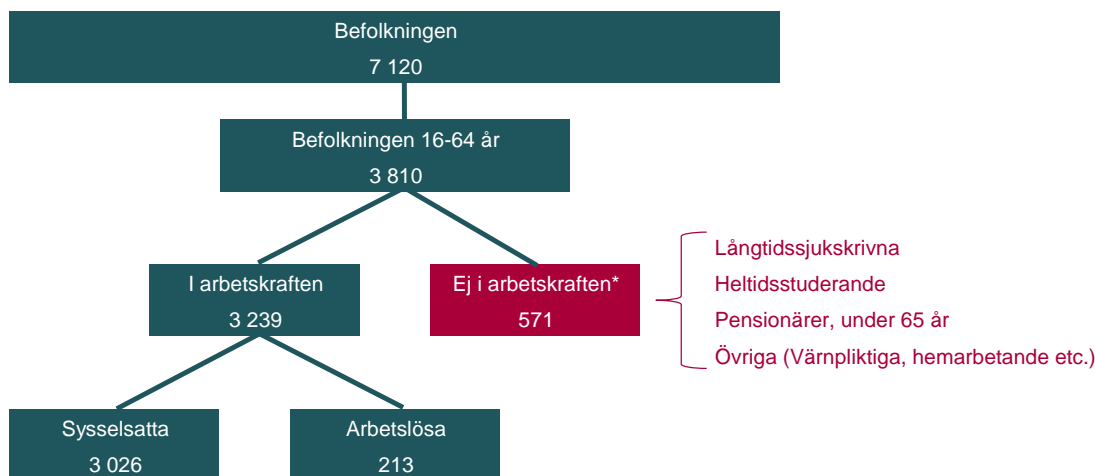 Befolkningen
7 120
Befolkningen 16-64 år
3 810
I arbetskraften
3 239
Ej i arbetskraften*
571
Långtidssjukskrivna
Heltidsstuderande
Pensionärer, under 65 år
Övriga (Värnpliktiga, hemarbetande etc.)
Sysselsatta
3 026
Arbetslösa
213